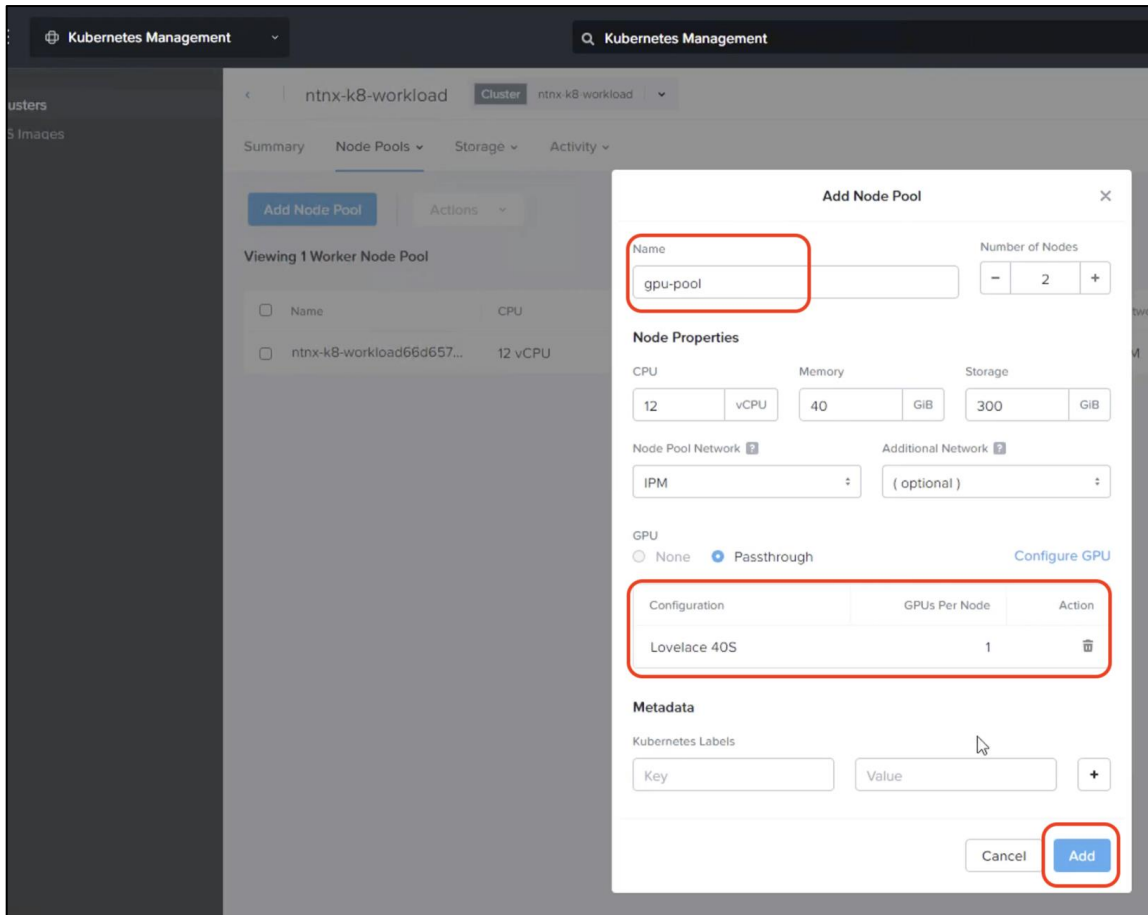 Kubernetes Management
Kubernetes Management
usters
S Images
ntnx-k8-workload Cluster ntnx-k8-workload
Summary Node Pools Storage Activity
Add Node Pool Actions
Viewing 1 Worker Node Pool
Name CPU
ntnx-k8-workload66d657... 12 vCPU
two
M
Add Node Pool
Name Number of Nodes
gpu-pool - 2 +
Node Properties
CPU Memory Storage
12 vCPU 40 GiB 300 GiB
Node Pool Network ? Additional Network ?
IPM ( optional )
GPU
None Passthrough Configure GPU
Configuration GPUs Per Node Action
Lovelace 40S 1
Metadata
Kubernetes Labels
Key Value +
Cancel Add